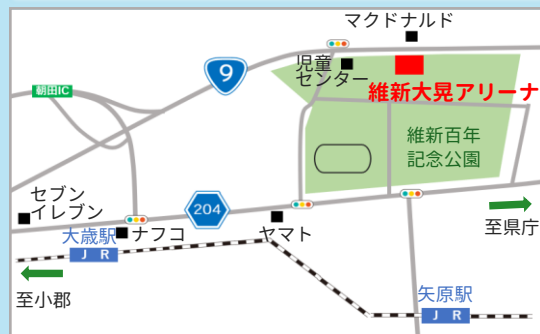 マクドナルド
児童
センター
9
朝田IC
維新大晃アリーナ
維新百年
記念公園
セブン
イレブン
204
大歳駅
ナフコ
ヤマト
至県庁
JR
至小郡
矢原駅
JR